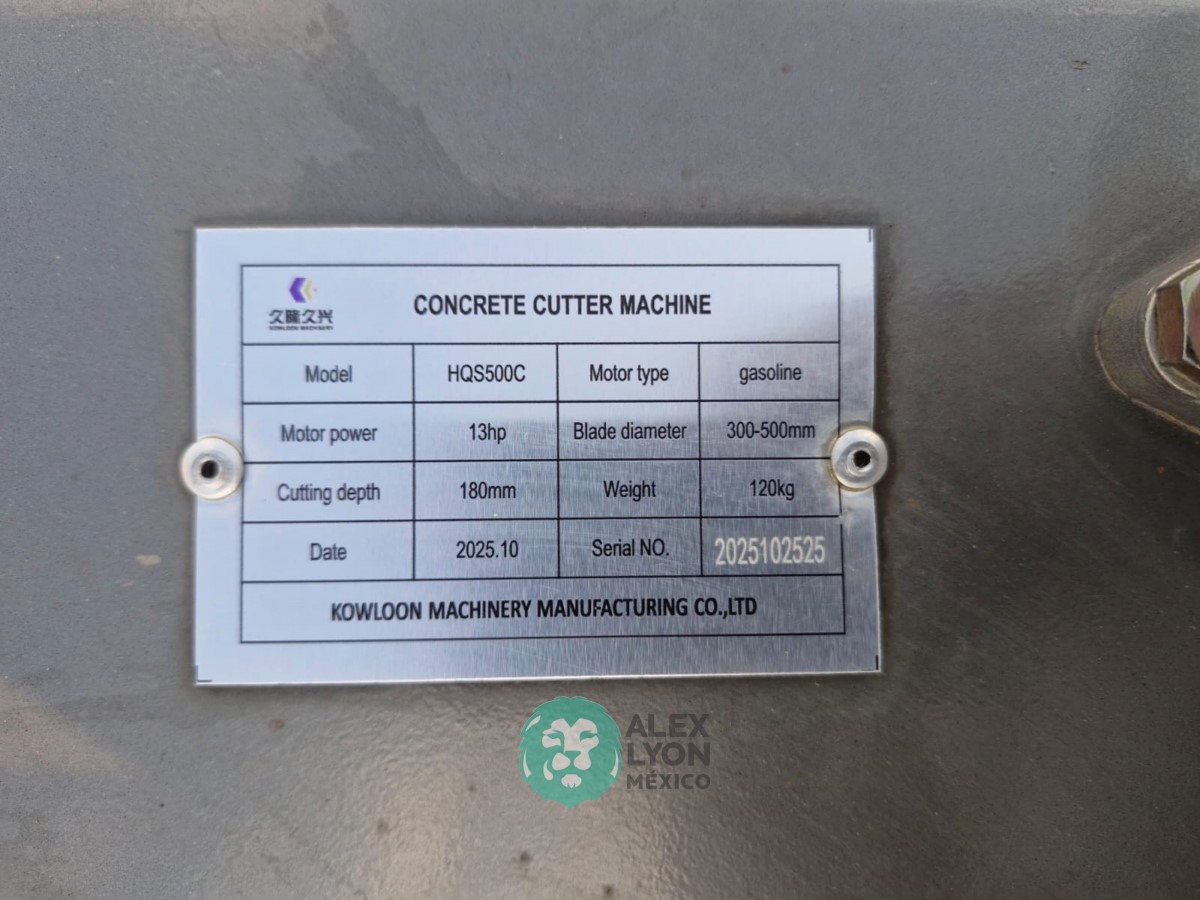 久隆久兴
KOWLOON MACHINERY
CONCRETE CUTTER MACHINE
Model HQS500C Motor type gasoline
Motor power 13hp Blade diameter 300-500mm
Cutting depth 180mm Weight 120kg
Date 2025.10 Serial NO. 2025102525
KOWLOON MACHINERY MANUFACTURING CO.,LTD
ALEX
LYON
MÉXICO